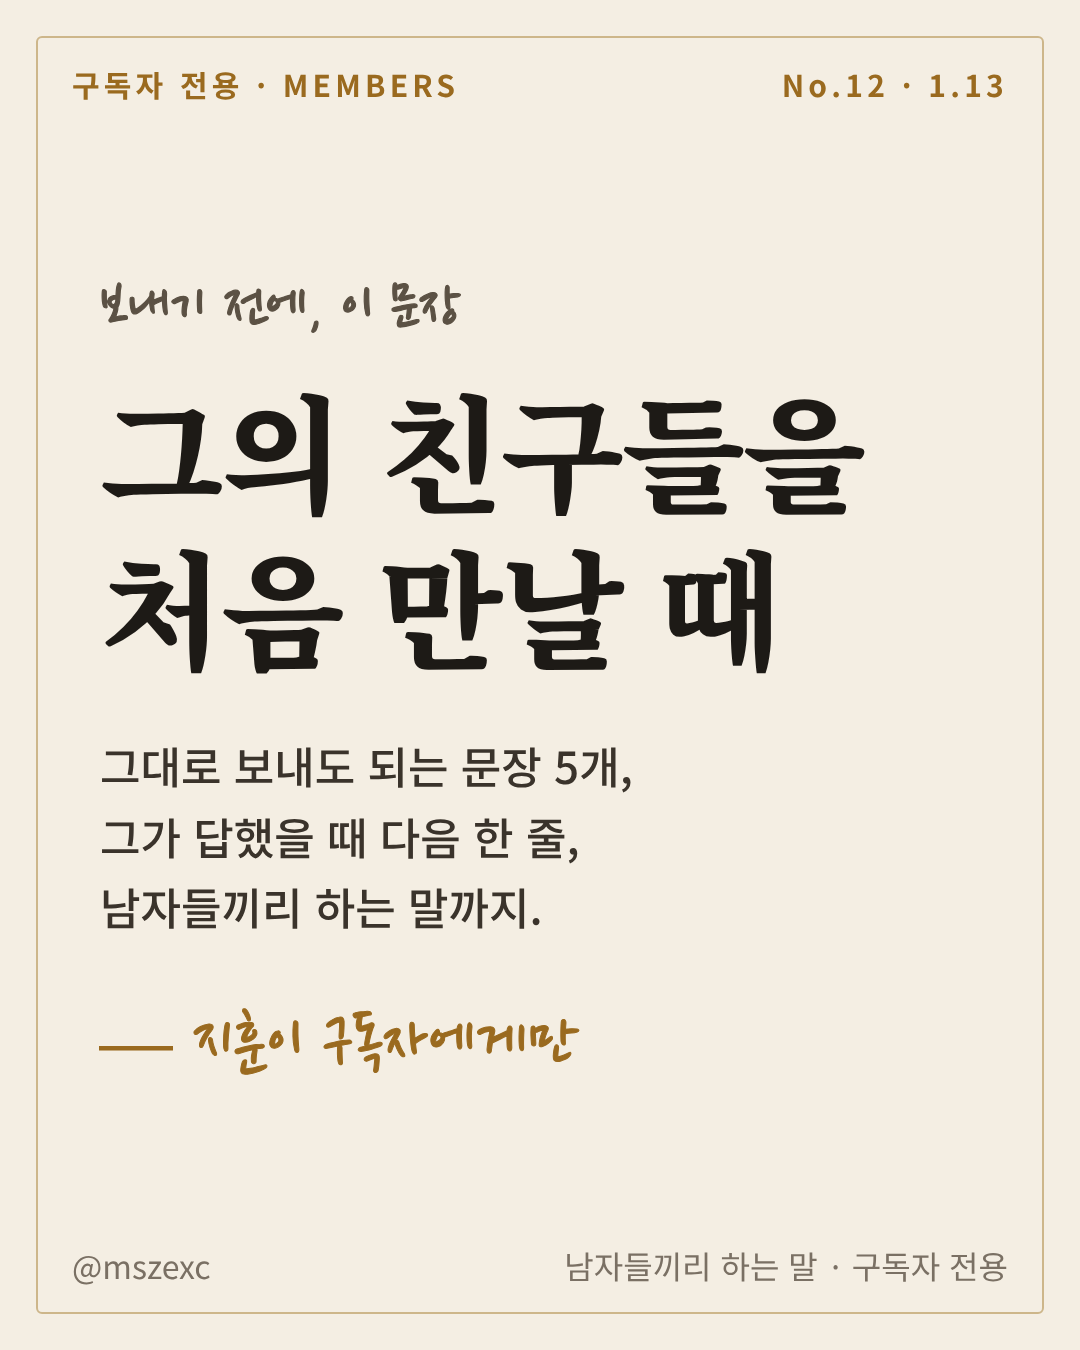 구독자 전용 · MEMBERS
No.12 · 1.13
보내기 전에, 이 문장
그의 친구들을
처음 만날 때
그대로 보내도 되는 문장 5개,
그가 답했을 때 다음 한 줄,
남자들끼리 하는 말까지.
지훈이 구독자에게만
@mszexc
남자들끼리 하는 말 · 구독자 전용